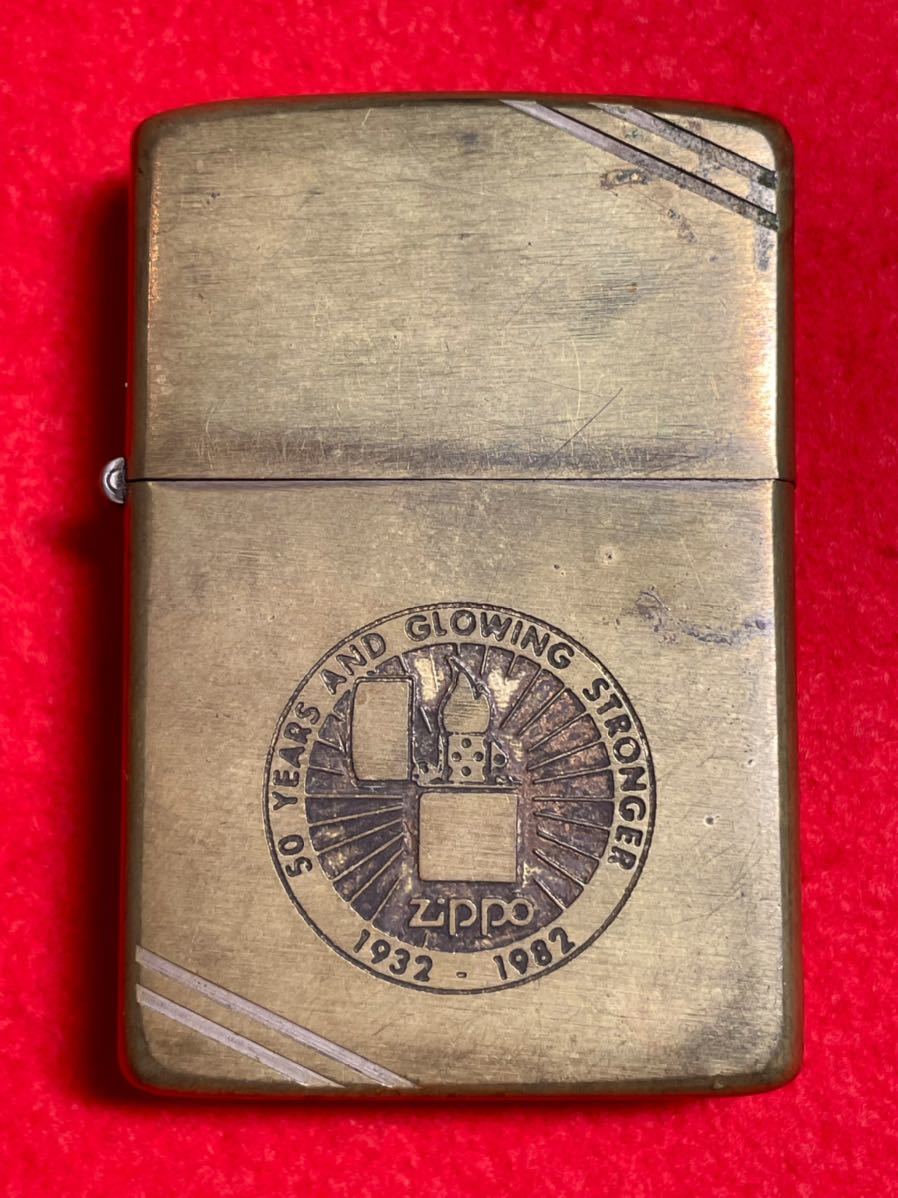 50 YEARS AND GLOWING STRONGER
Zippo
1932 - 1982